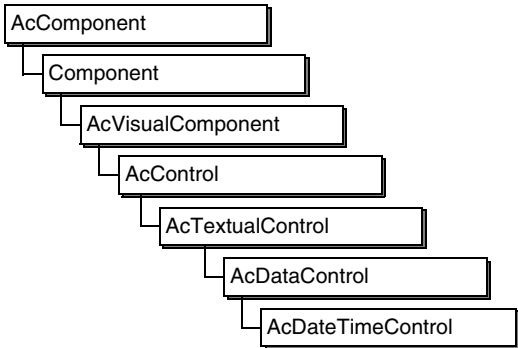 AcComponent
Component
AcVisualComponent
AcControl
AcTextualControl
AcDataControl
AcDateTimeControl